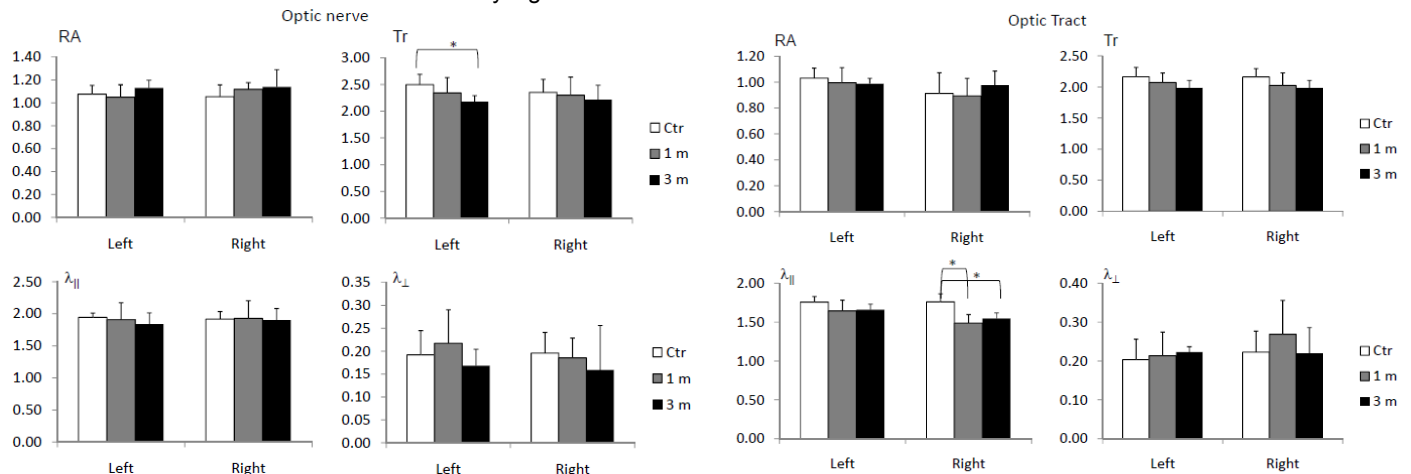 Optic nerve
RA
1.40
1.20
1.00
0.80
0.60
0.40
0.20
0.00
Left
Right
Tr
*
3.00
2.50
2.00
1.50
1.00
0.50
0.00
Left
Right
Ctr
1 m
3 m
λ||
2.50
2.00
1.50
1.00
0.50
0.00
Left
Right
λ⊥
0.35
0.30
0.25
0.20
0.15
0.10
0.05
0.00
Left
Right
Ctr
1 m
3 m
Optic Tract
RA
1.20
1.00
0.80
0.60
0.40
0.20
0.00
Left
Right
Tr
2.50
2.00
1.50
1.00
0.50
0.00
Left
Right
Ctr
1 m
3 m
λ||
*
*
2.00
1.50
1.00
0.50
0.00
Left
Right
λ⊥
0.40
0.30
0.20
0.10
0.00
Left
Right
Ctr
1 m
3 m